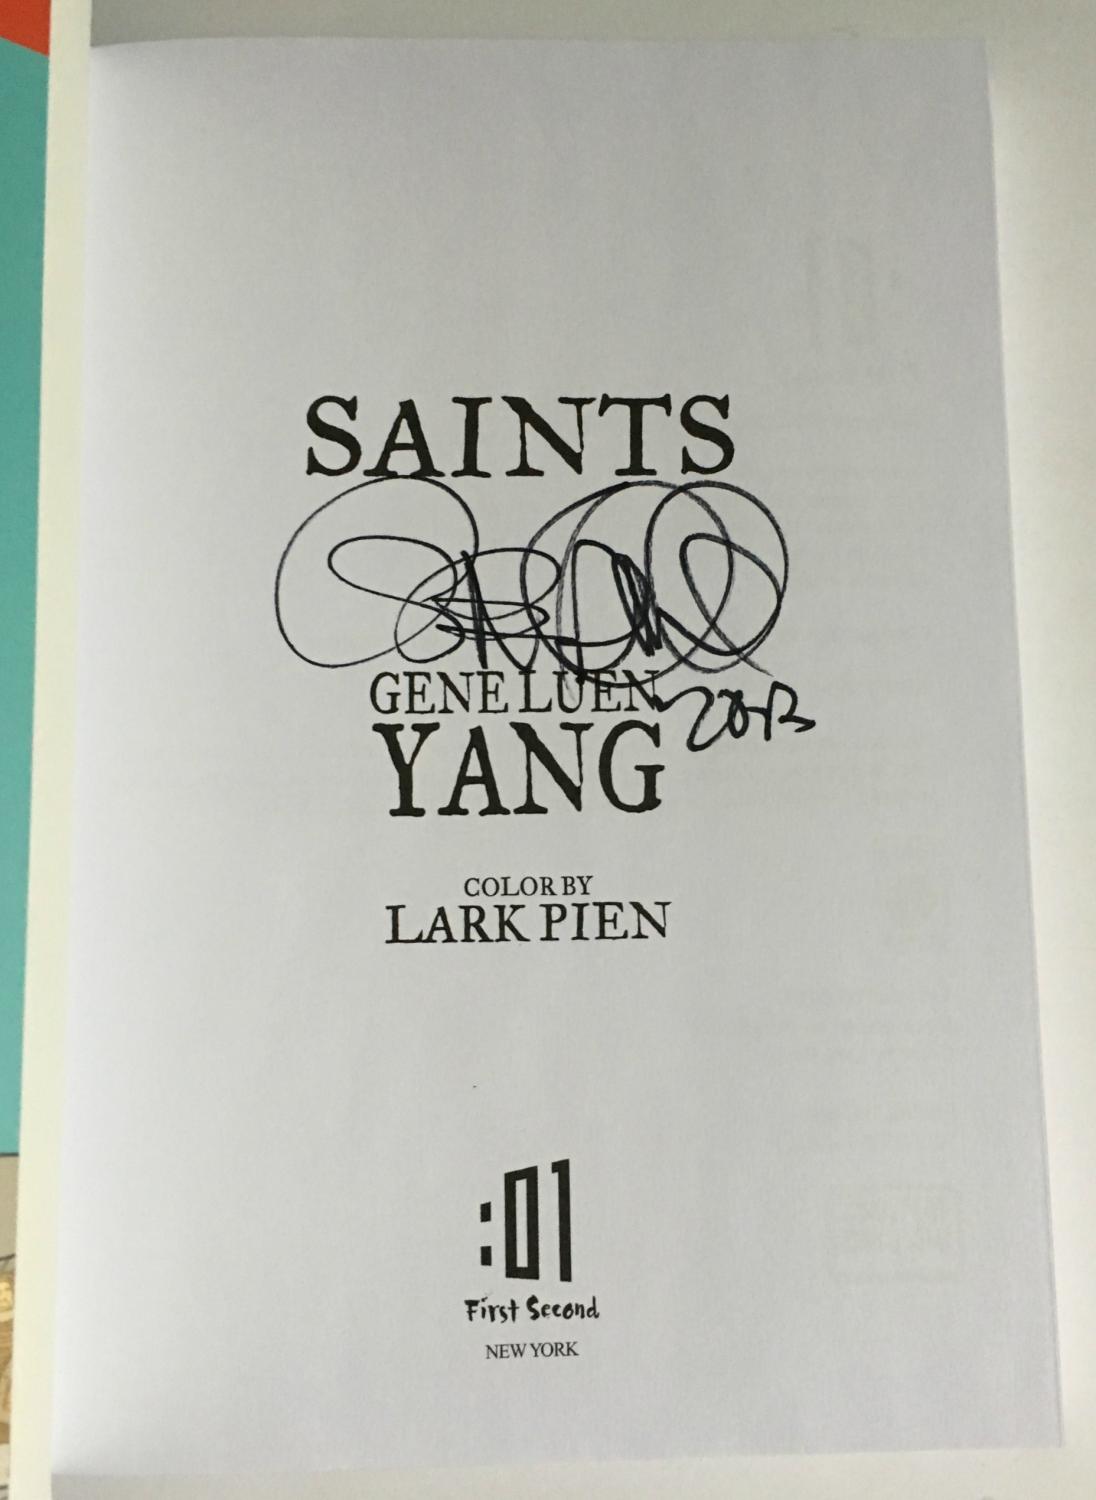 SAINTS
GENE LUEN
2013
YANG
COLOR BY
LARK PIEN
:01
First Second
NEW YORK